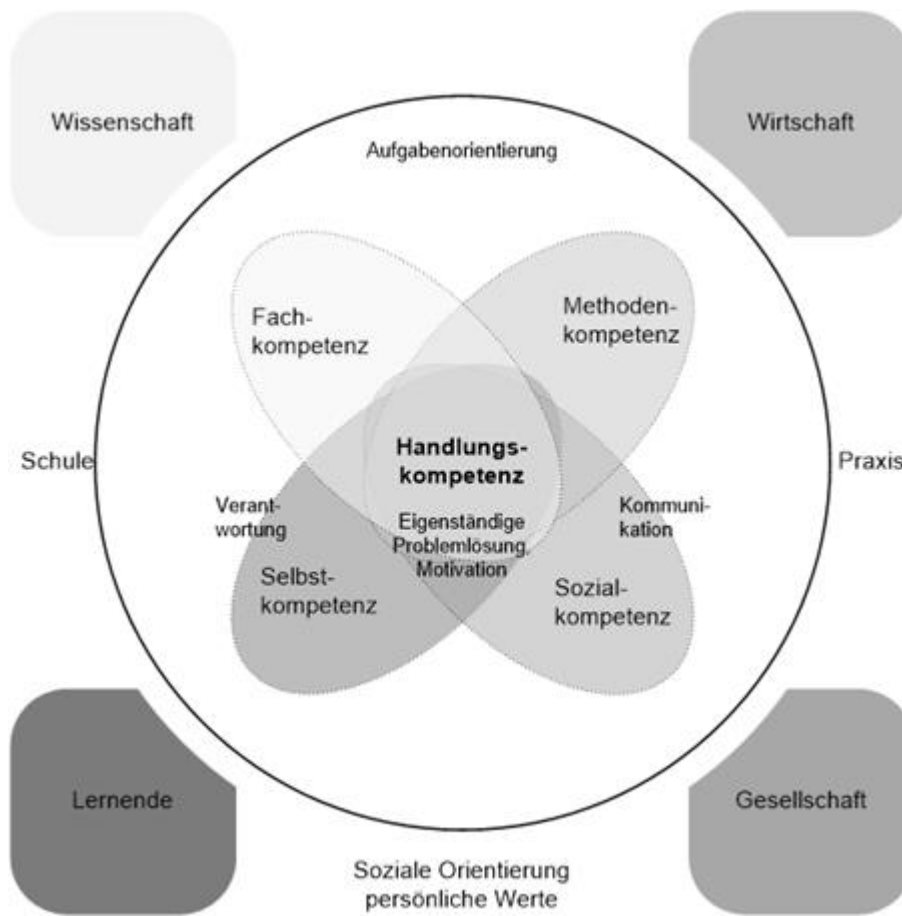 Wissenschaft
Wirtschaft
Aufgabenorientierung
Fach-
kompetenz
Methoden-
kompetenz
Handlungs-
kompetenz
Schule
Praxis
Verant-
wortung
Eigenständige
Problemlösung,
Motivation
Kommuni-
kation
Selbst-
kompetenz
Sozial-
kompetenz
Lernende
Gesellschaft
Soziale Orientierung
persönliche Werte